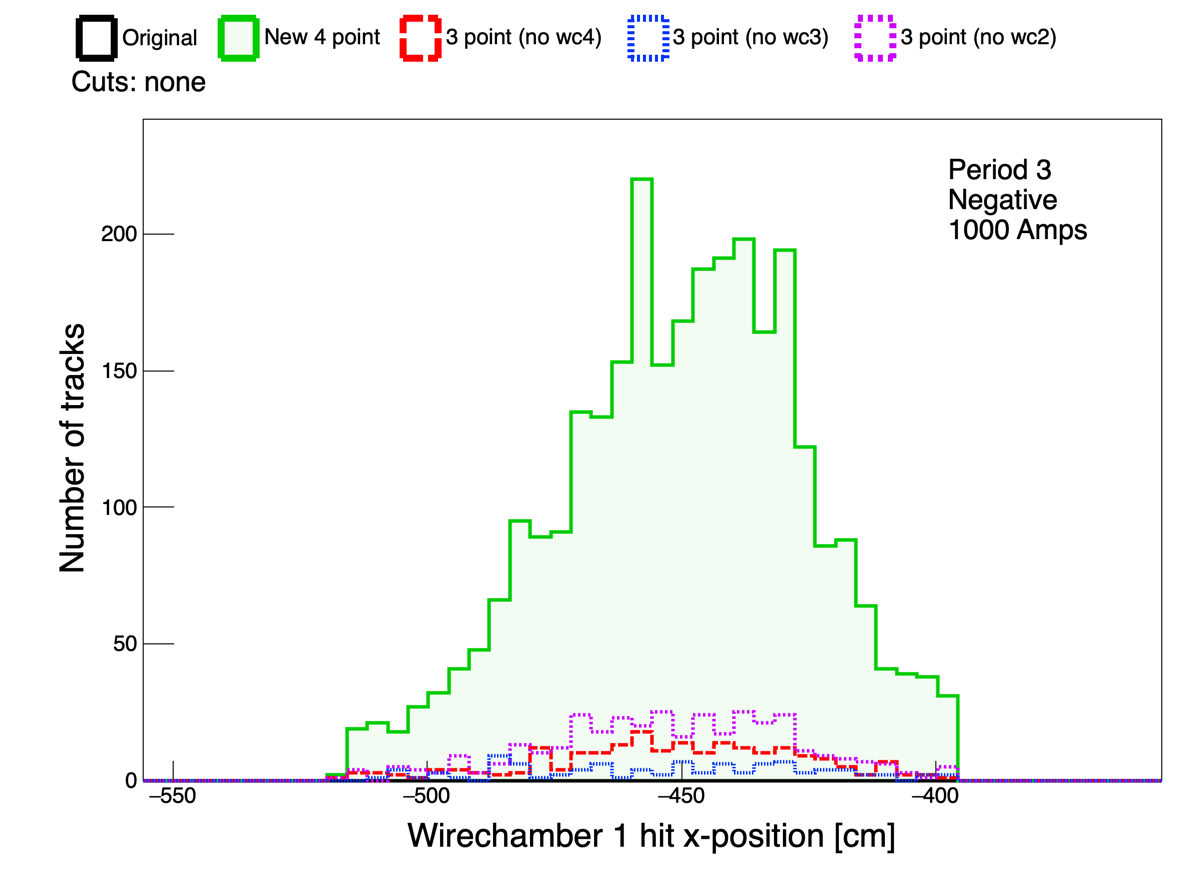 Original New 4 point 3 point (no wc4) 3 point (no wc3) 3 point (no wc2)
Cuts: none
Period 3
Negative
1000 Amps
Number of tracks
200
150
100
50
0
−550 −500 −450 −400
Wirechamber 1 hit x-position [cm]